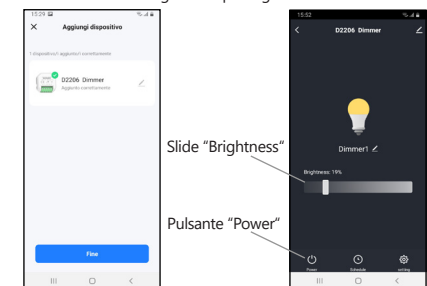 15:29
Aggiungi dispositivo
1 dispositivo/i aggiunto/i correttamente
D2206 Dimmer
Aggiunto correttamente
Fine
Slide “Brightness“
Pulsante “Power“
15:52
D2206 Dimmer
Dimmer1
Brightness: 19%
Power
Schedule
setting